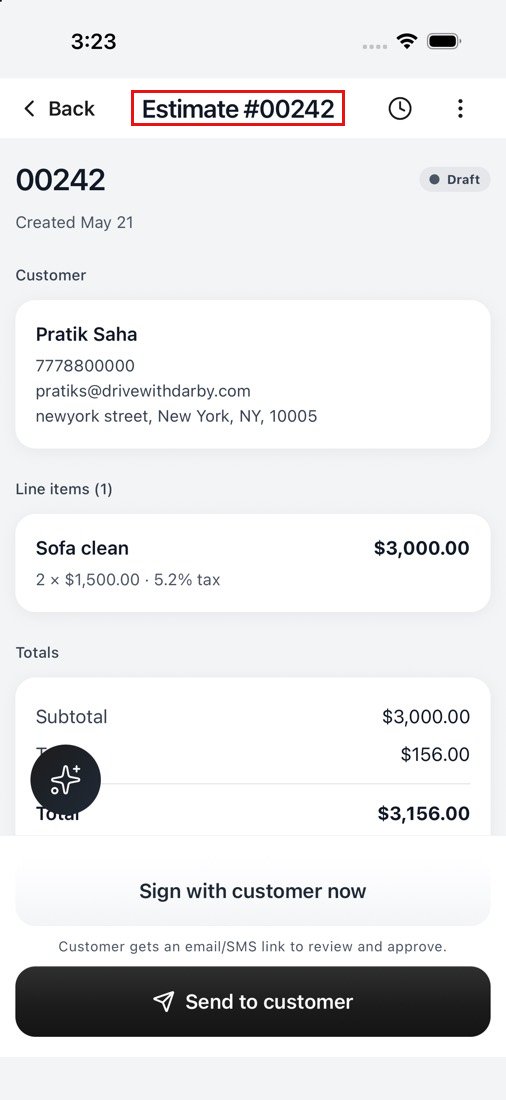 3:23
Back
Estimate #00242
00242
Draft
Created May 21
Customer
Pratik Saha
7778800000
pratiks@drivewithdarby.com
newyork street, New York, NY, 10005
Line items (1)
Sofa clean
$3,000.00
2 × $1,500.00 · 5.2% tax
Totals
Subtotal
$3,000.00
$156.00
Total
$3,156.00
Sign with customer now
Customer gets an email/SMS link to review and approve.
Send to customer